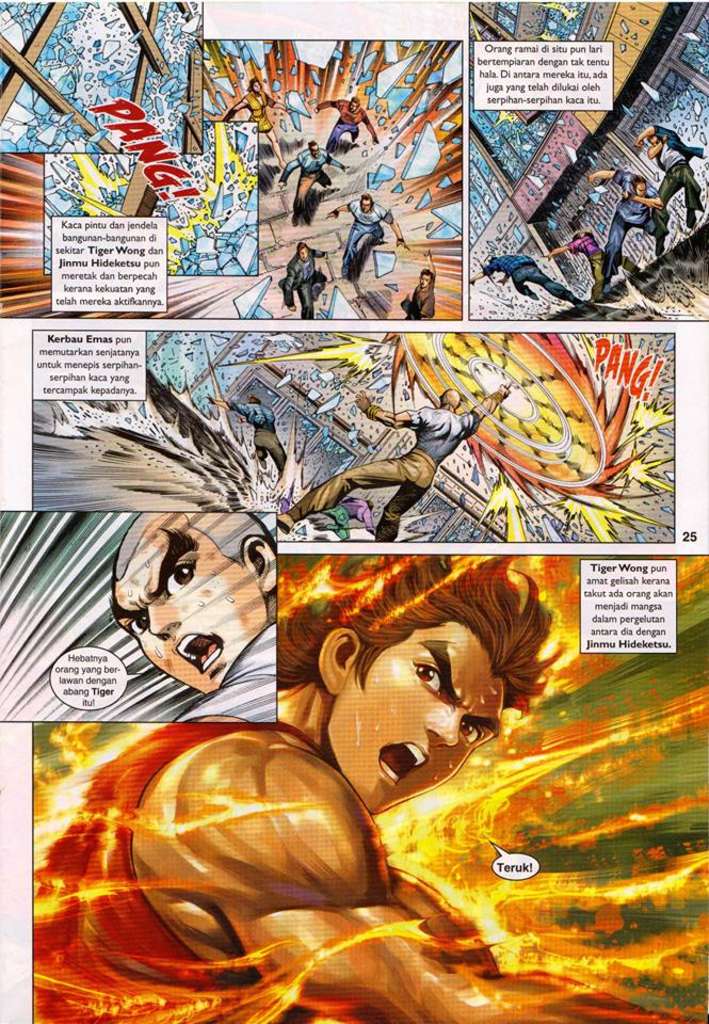 PANG!
Kaca pintu dan jendela
bangunan-bangunan di
sekitar Tiger Wong dan
Jinmu Hideketsu pun
meretak dan berpecah
kerana kekuatan yang
telah mereka aktifkannya.
Orang ramai di situ pun lari
bertempiaran dengan tak tentu
hala. Di antara mereka itu, ada
juga yang telah dilukai oleh
serpihan-serpihan kaca itu.
Kerbau Emas pun
memutarkan senjatanya
untuk menepis serpihan-
serpihan kaca yang
tercampak kepadanya.
PANG!
25
Hebatnya
orang yang ber-
lawan dengan
abang Tiger
itu!
Tiger Wong pun
amat gelisah kerana
takut ada orang akan
menjadi mangsa
dalam pergelutan
antara dia dengan
Jinmu Hideketsu.
Teruk!